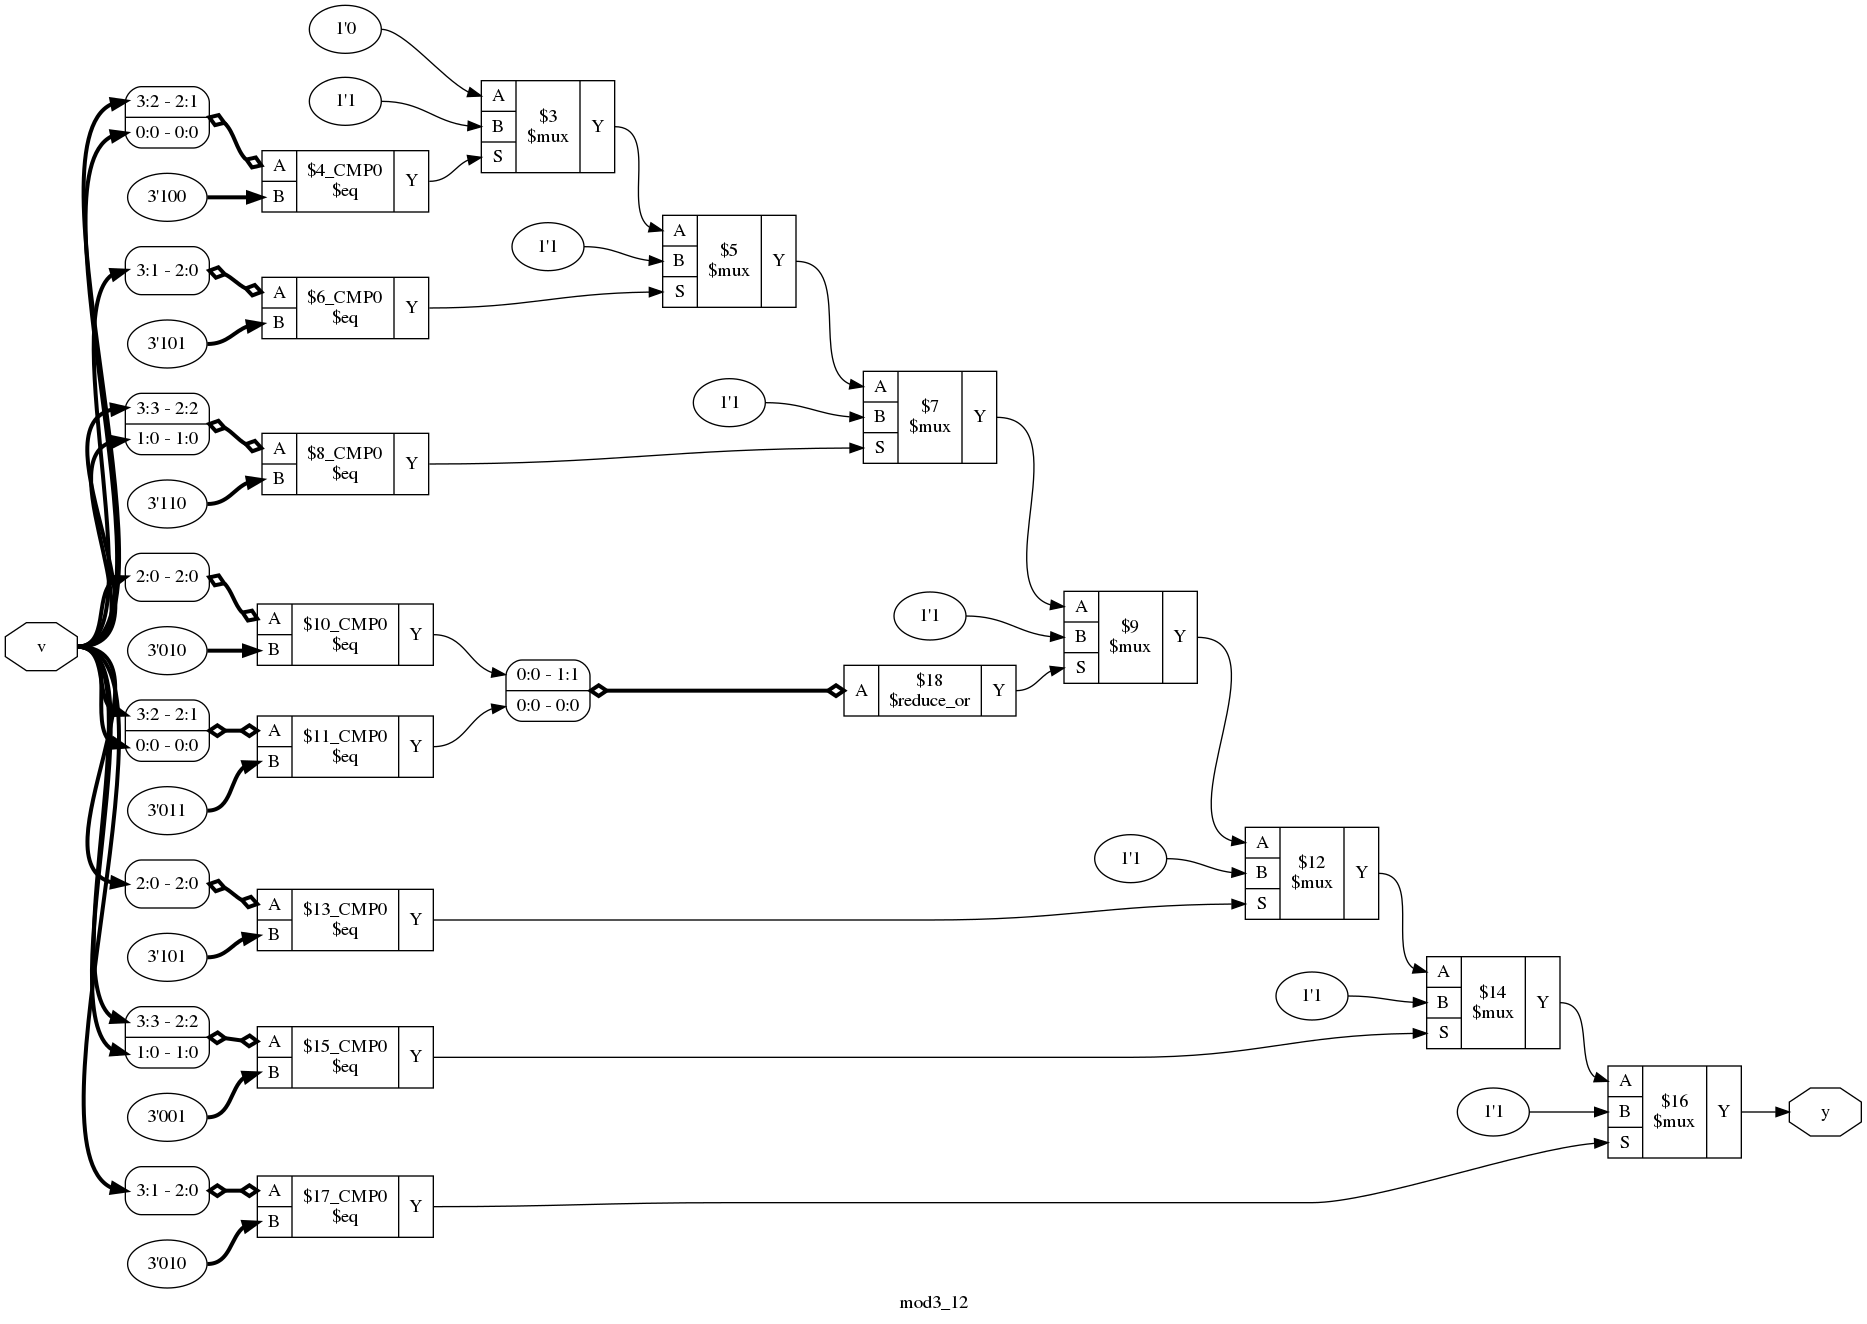 1'0
1'1
3:2 - 2:1
0:0 - 0:0
A
B
S
$3
$mux
Y
3'100
A
B
$4_CMP0
$eq
Y
1'1
A
B
S
$5
$mux
Y
3:1 - 2:0
3'101
A
B
$6_CMP0
$eq
Y
1'1
A
B
S
$7
$mux
Y
3:3 - 2:2
1:0 - 1:0
3'110
A
B
$8_CMP0
$eq
Y
2:0 - 2:0
3'010
A
B
$10_CMP0
$eq
Y
v
1'1
A
B
S
$9
$mux
Y
0:0 - 1:1
0:0 - 0:0
A
$18
$reduce_or
Y
3:2 - 2:1
0:0 - 0:0
3'011
A
B
$11_CMP0
$eq
Y
1'1
A
B
S
$12
$mux
Y
2:0 - 2:0
3'101
A
B
$13_CMP0
$eq
Y
1'1
A
B
S
$14
$mux
Y
3:3 - 2:2
1:0 - 1:0
3'001
A
B
$15_CMP0
$eq
Y
1'1
A
B
S
$16
$mux
Y
y
3:1 - 2:0
3'010
A
B
$17_CMP0
$eq
Y
mod3_12